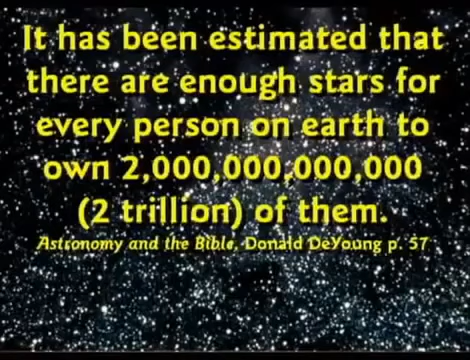 It has been estimated that
there are enough stars for
every person on earth to
own 2,000,000,000,000
(2 trillion) of them.
Astronomy and the Bible, Donald DeYoung p. 57